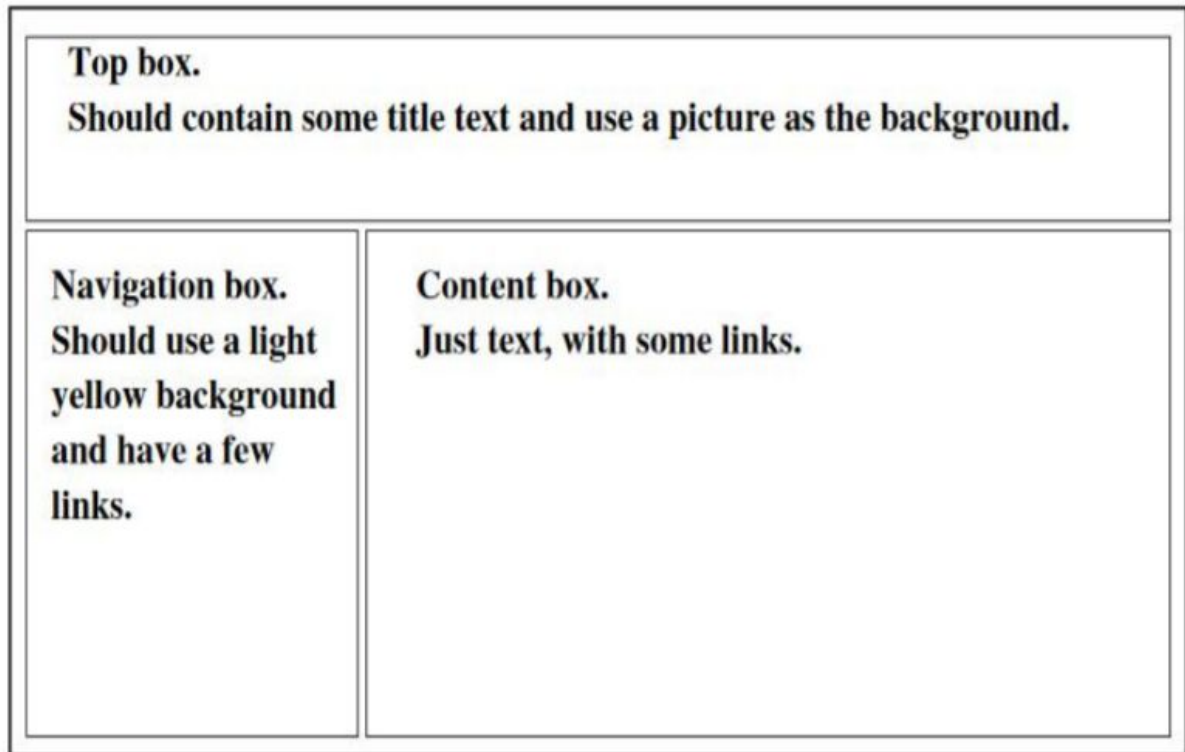 Top box.
Should contain some title text and use a picture as the background.
Navigation box.
Should use a light
yellow background
and have a few
links.
Content box.
Just text, with some links.